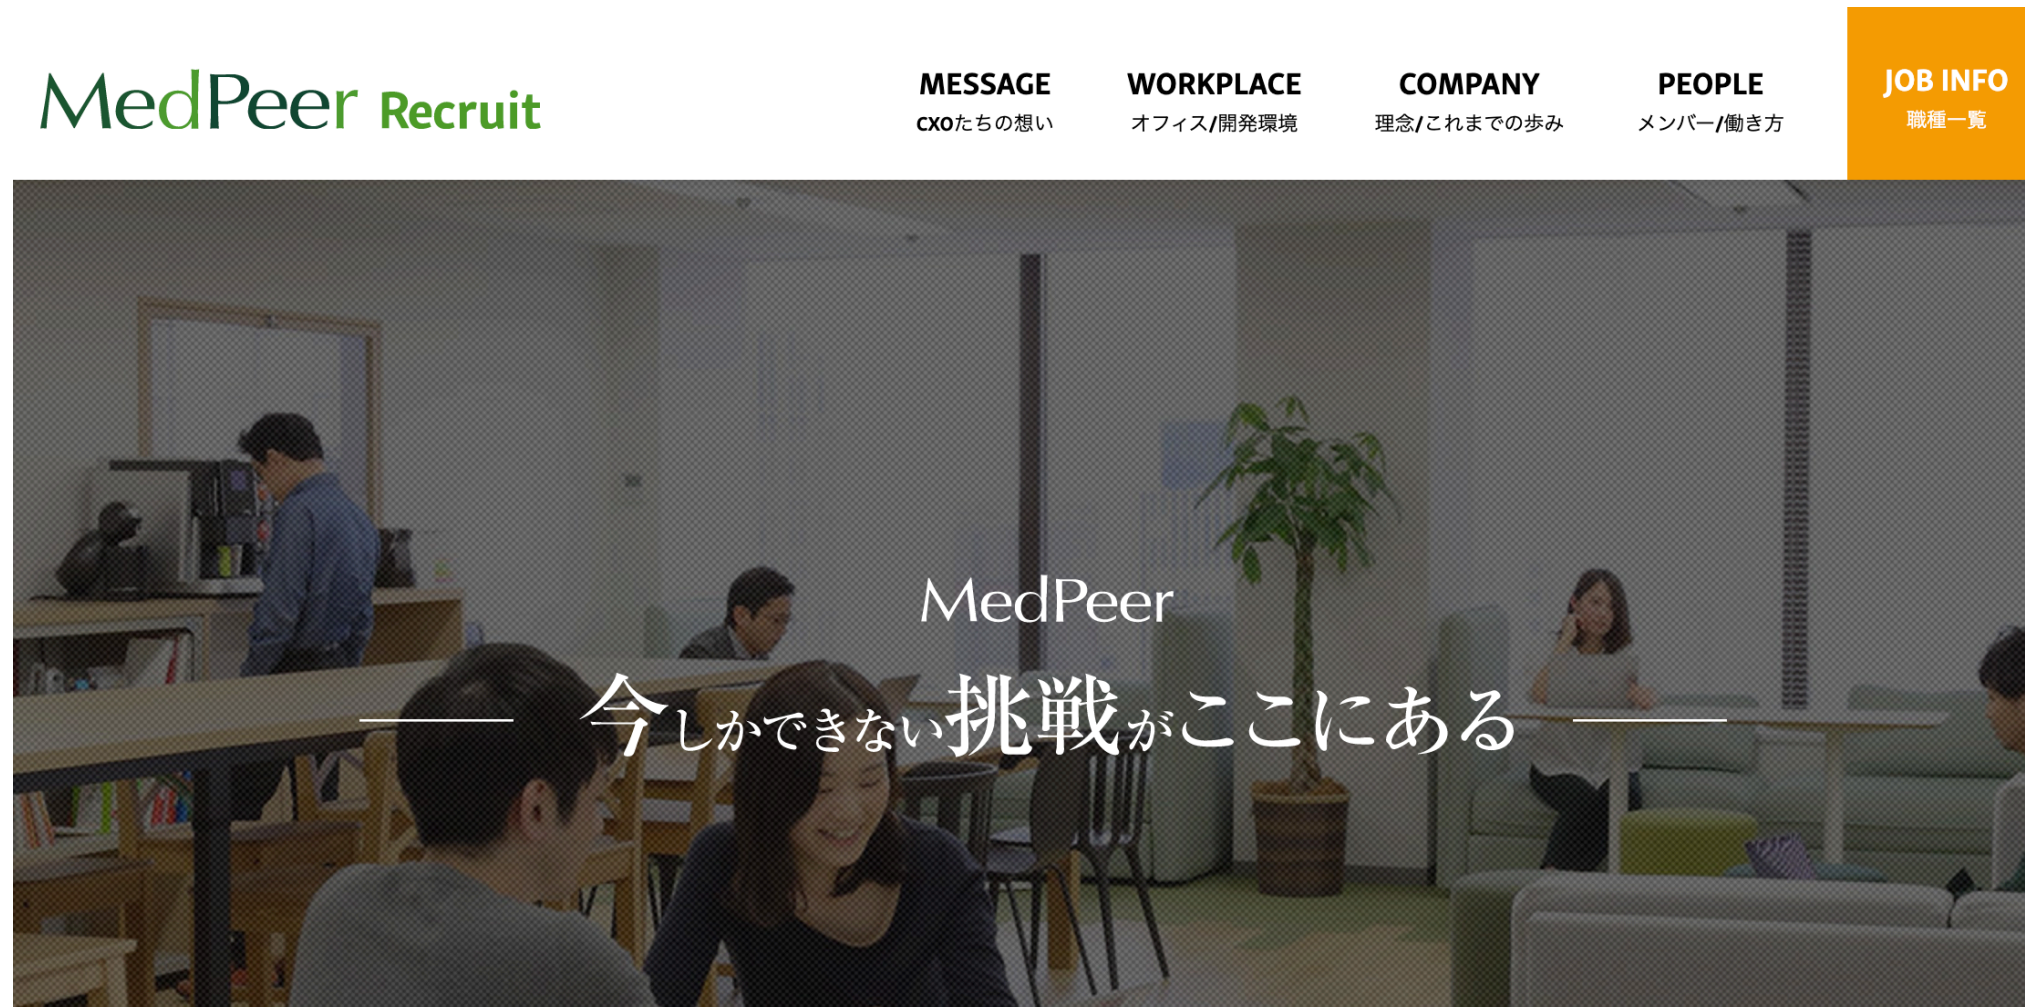 MedPeer Recruit
MESSAGE
CXOたちの想い
WORKPLACE
オフィス/開発環境
COMPANY
理念/これまでの歩み
PEOPLE
メンバー/働き方
JOB INFO
職種一覧
MedPeer
今しかできない挑戦がここにある